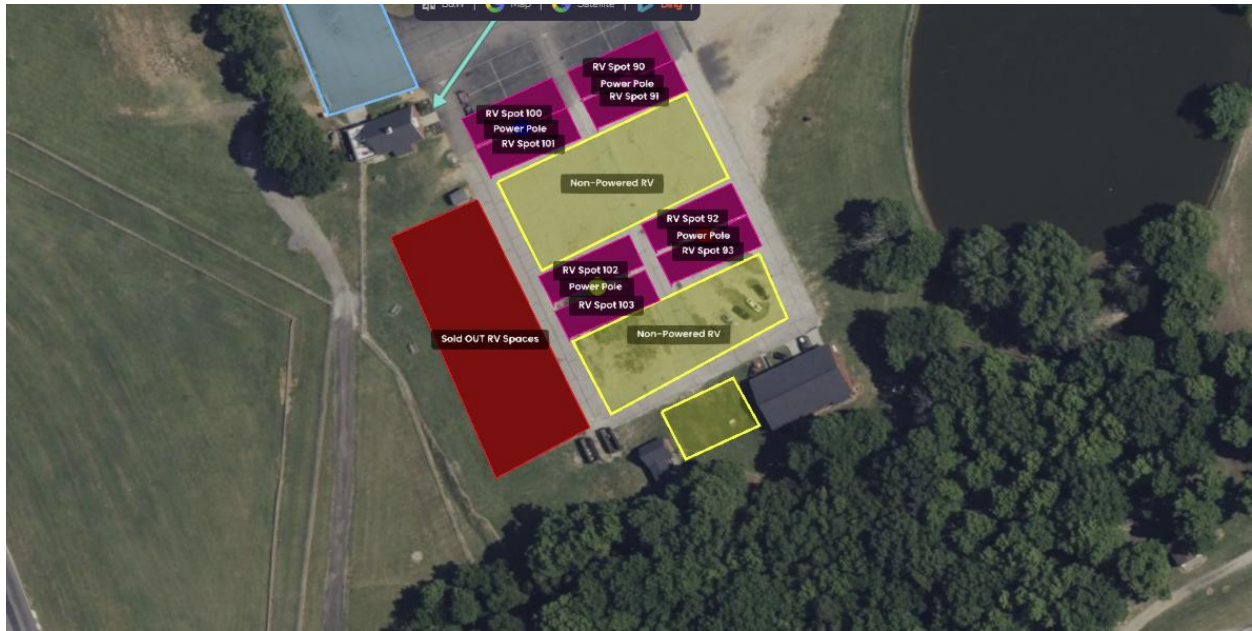 B&W | Map | Satellite | Bing |
RV Spot 90
Power Pole
RV Spot 91
RV Spot 100
Power Pole
RV Spot 101
Non-Powered RV
RV Spot 92
Power Pole
RV Spot 93
RV Spot 102
Power Pole
RV Spot 103
Non-Powered RV
Sold OUT RV Spaces